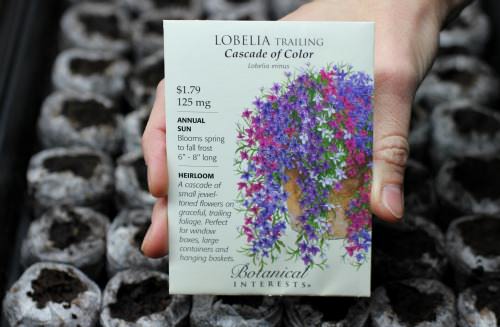 LOBELIA TRAILING
Cascade of Color
Lobelia erinus
$1.79
125 mg
ANNUAL
SUN
Blooms spring
to fall frost
6" - 8" long
HEIRLOOM
A cascade of
small jewel-
toned flowers on
graceful, trailing
foliage. Perfect
for window
boxes, large
containers and
hanging baskets.
Botanical
INTERESTS